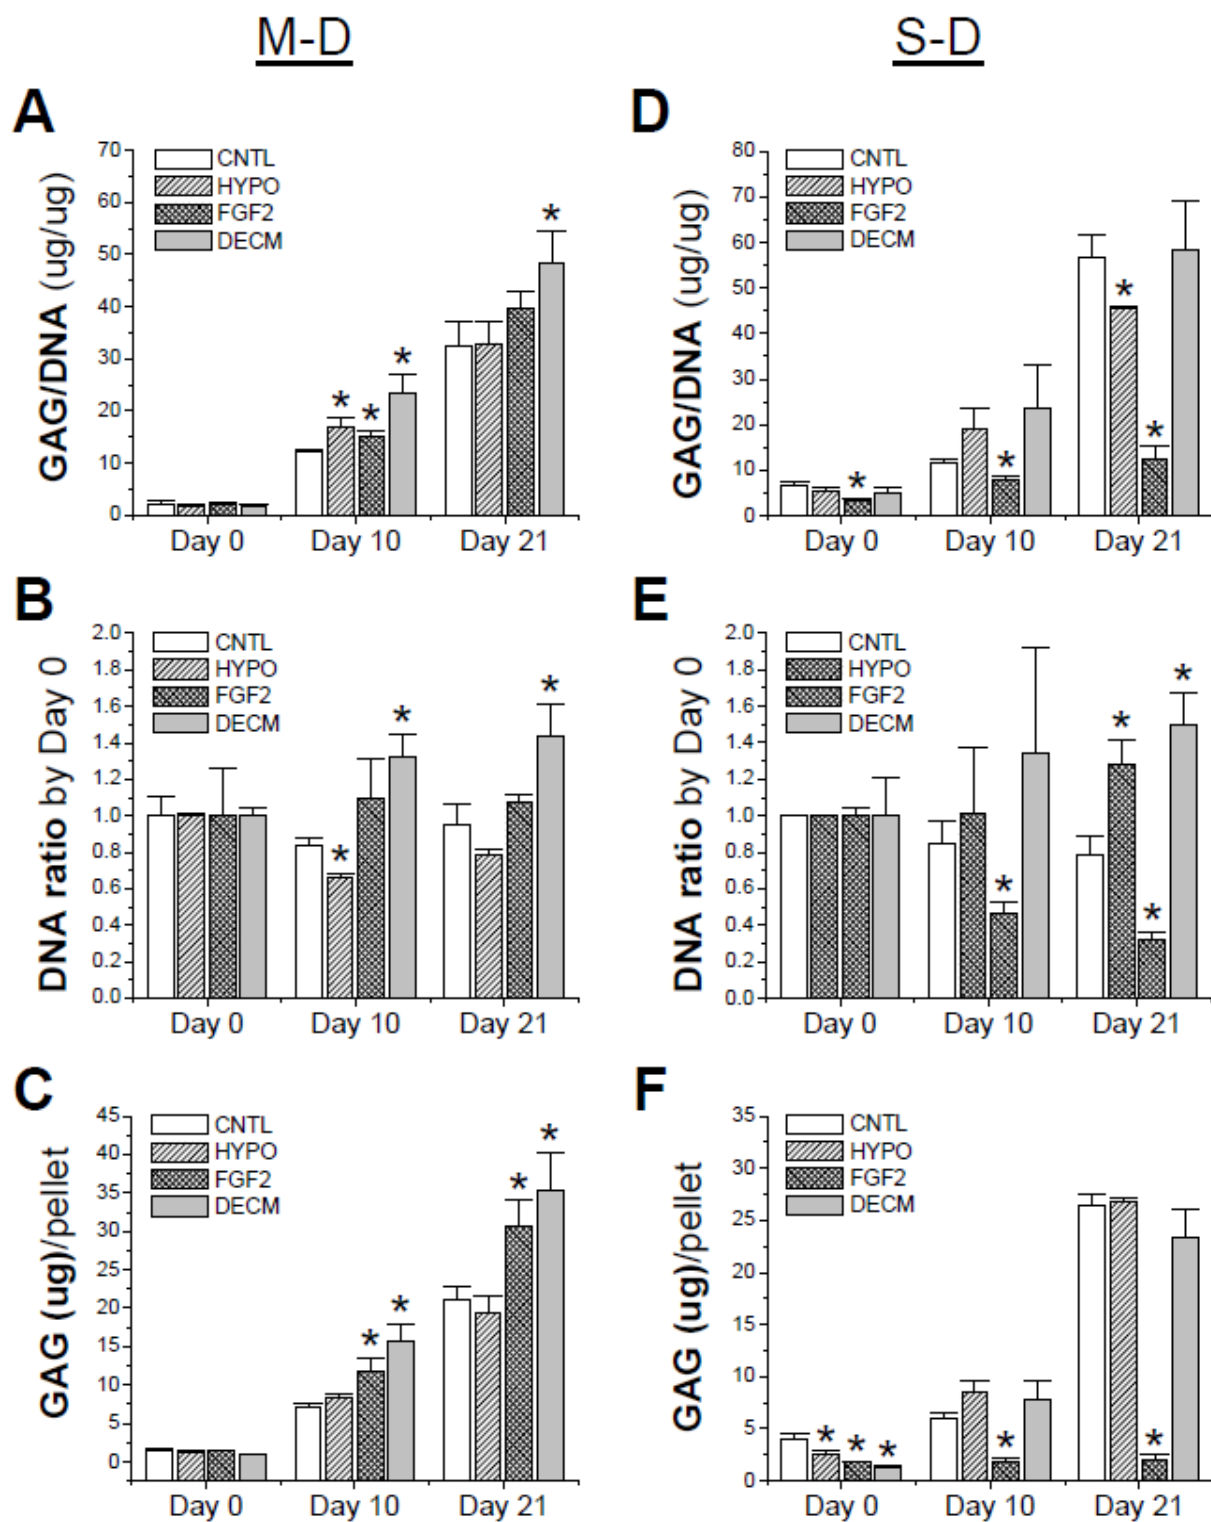 M-D
S-D
A
GAG/DNA (ug/ug)
70
60
50
40
30
20
10
0
CNTL
HYPO
FGF2
DECM
*
*
*
*
Day 0
Day 10
Day 21
D
GAG/DNA (ug/ug)
80
70
60
50
40
30
20
10
0
CNTL
HYPO
FGF2
DECM
*
*
*
*
Day 0
Day 10
Day 21
B
DNA ratio by Day 0
2.0
1.8
1.6
1.4
1.2
1.0
0.8
0.6
0.4
0.2
0.0
CNTL
HYPO
FGF2
DECM
*
*
*
Day 0
Day 10
Day 21
E
DNA ratio by Day 0
2.0
1.8
1.6
1.4
1.2
1.0
0.8
0.6
0.4
0.2
0.0
CNTL
HYPO
FGF2
DECM
*
*
*
*
Day 0
Day 10
Day 21
C
GAG (ug)/pellet
45
40
35
30
25
20
15
10
5
0
CNTL
HYPO
FGF2
DECM
*
*
*
*
Day 0
Day 10
Day 21
F
GAG (ug)/pellet
35
30
25
20
15
10
5
0
CNTL
HYPO
FGF2
DECM
*
*
*
*
*
Day 0
Day 10
Day 21